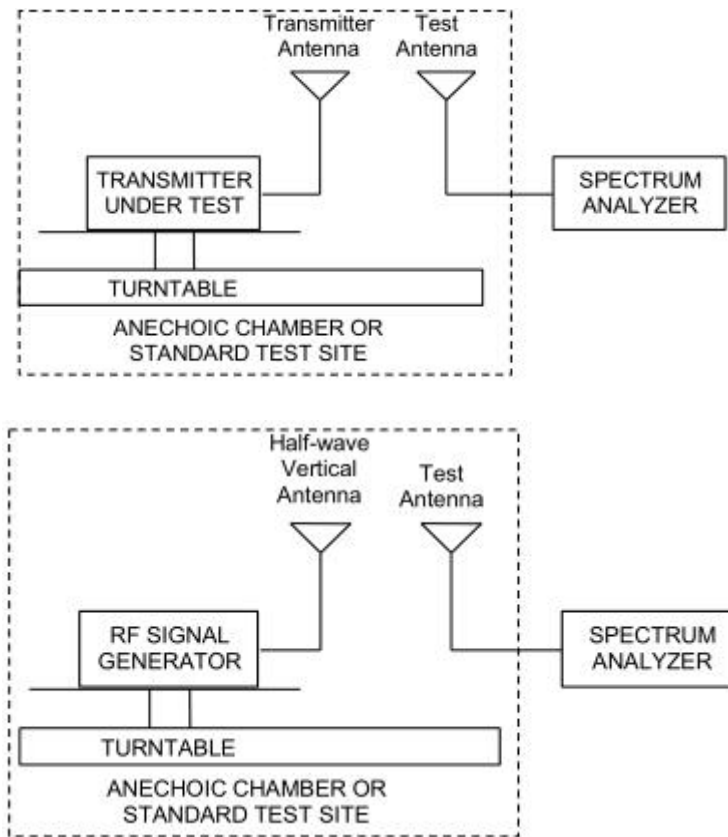 Transmitter
Antenna
Test
Antenna
TRANSMITTER
UNDER TEST
SPECTRUM
ANALYZER
TURNTABLE
ANECHOIC CHAMBER OR
STANDARD TEST SITE
Half-wave
Vertical
Antenna
Test
Antenna
RF SIGNAL
GENERATOR
SPECTRUM
ANALYZER
TURNTABLE
ANECHOIC CHAMBER OR
STANDARD TEST SITE